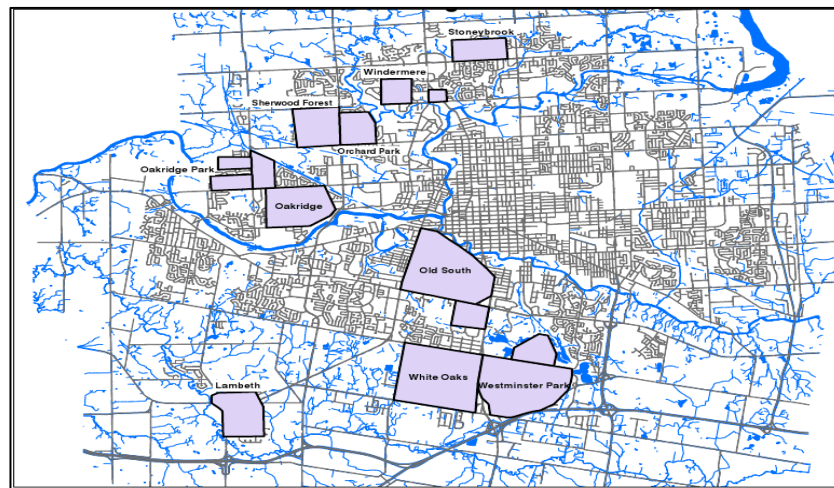 Stoneybrook
Windermere
Sherwood Forest
Orchard Park
Oakridge Park
Oakridge
Old South
White Oaks
Westminster Park
Lambeth